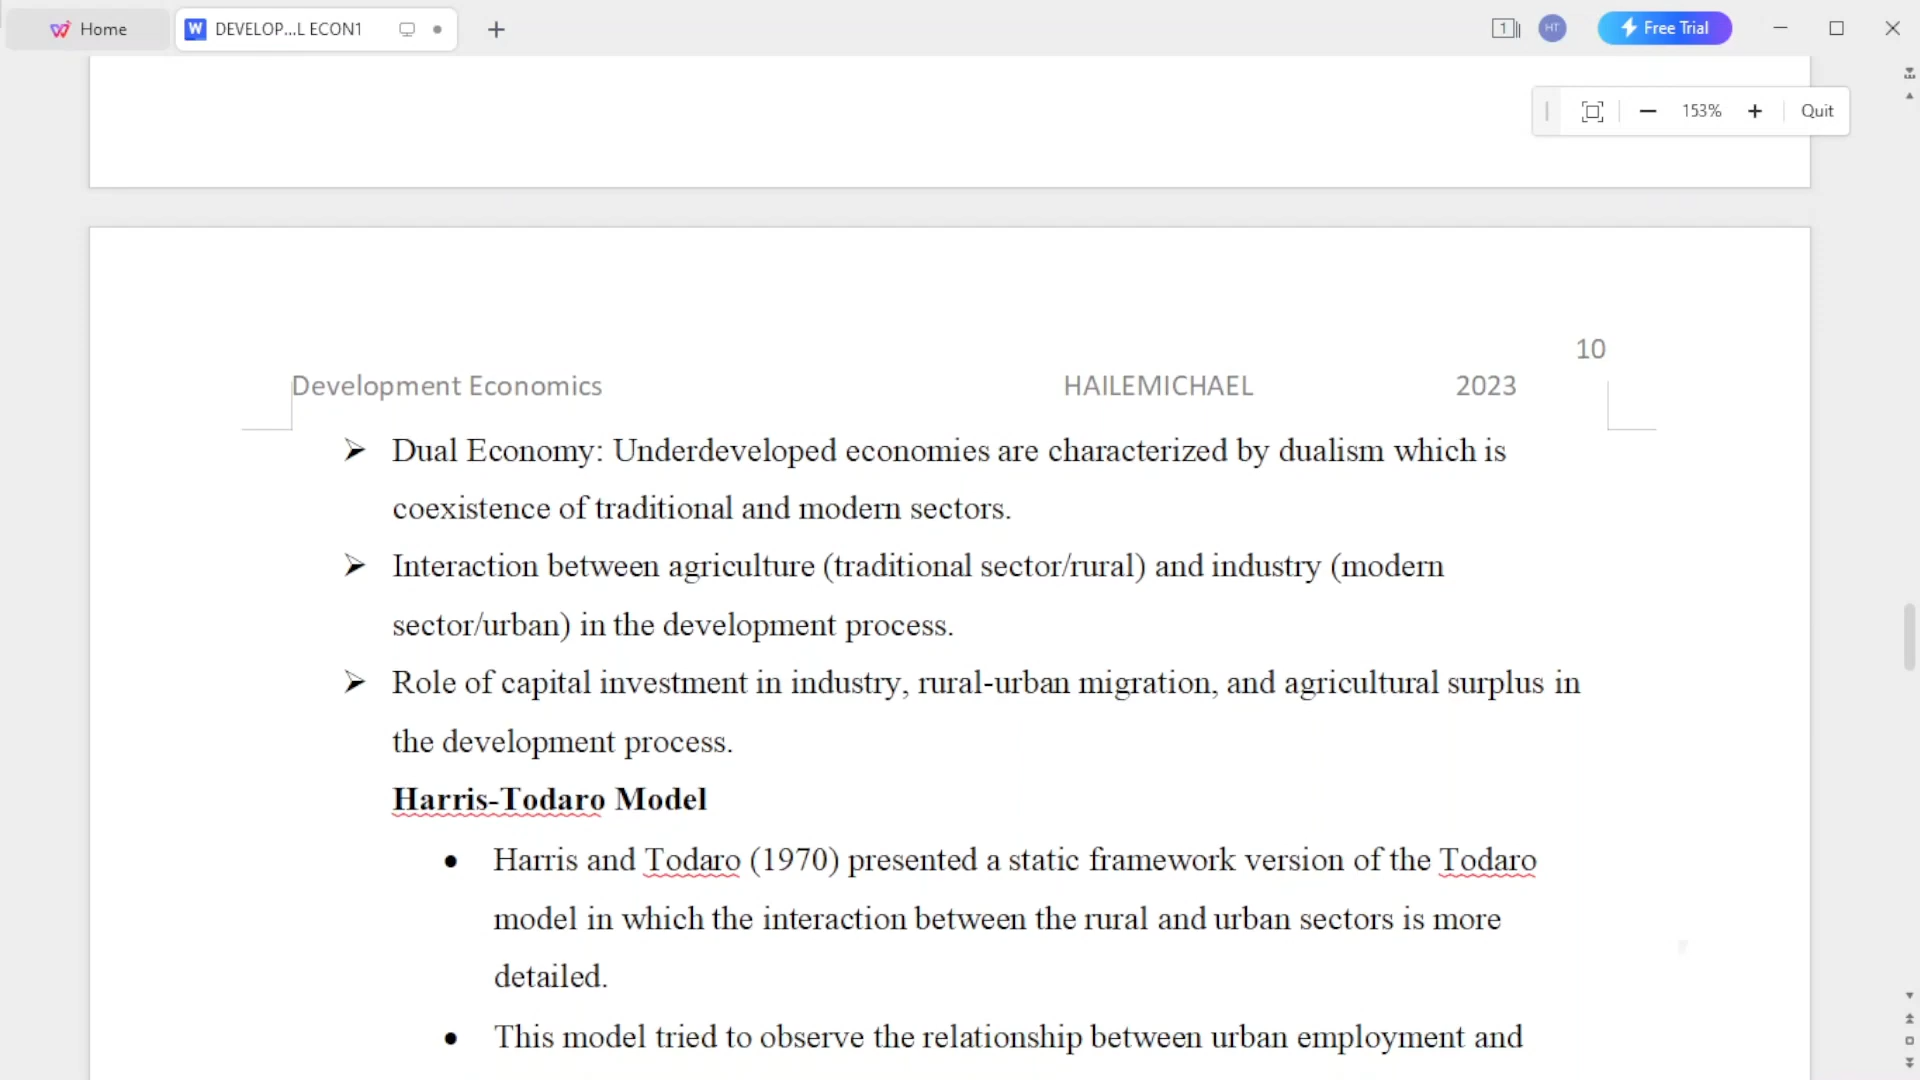 Home
DEVELOP...L ECON1
1
HT
Free Trial
153%
Quit
10
Development Economics HAILEMICHAEL 2023
➢ Dual Economy: Underdeveloped economies are characterized by dualism which is
coexistence of traditional and modern sectors.
➢ Interaction between agriculture (traditional sector/rural) and industry (modern
sector/urban) in the development process.
➢ Role of capital investment in industry, rural-urban migration, and agricultural surplus in
the development process.
Harris-Todaro Model
● Harris and Todaro (1970) presented a static framework version of the Todaro
model in which the interaction between the rural and urban sectors is more
detailed.
● This model tried to observe the relationship between urban employment and